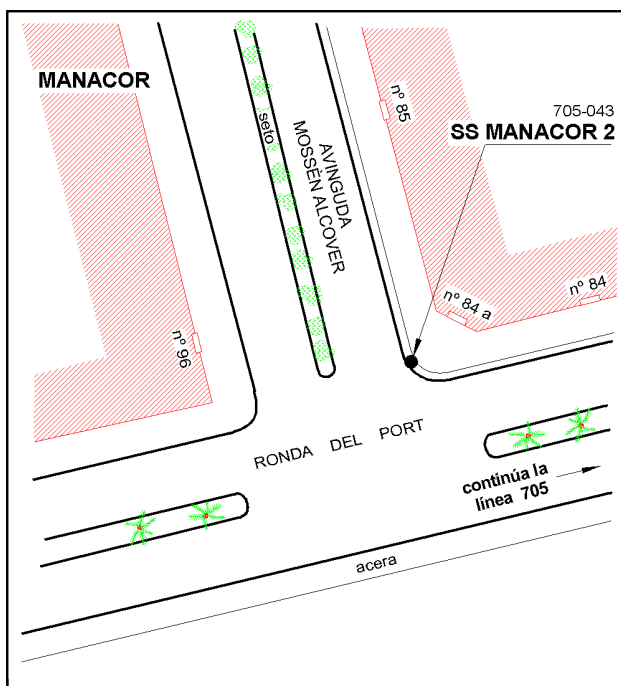 MANACOR
705-043
SS MANACOR 2
nº 85
seto
AVINGUDA
MOSSÈN ALCOVER
nº 84
nº 84 a
nº 96
RONDA DEL PORT
continúa la
línea 705
acera